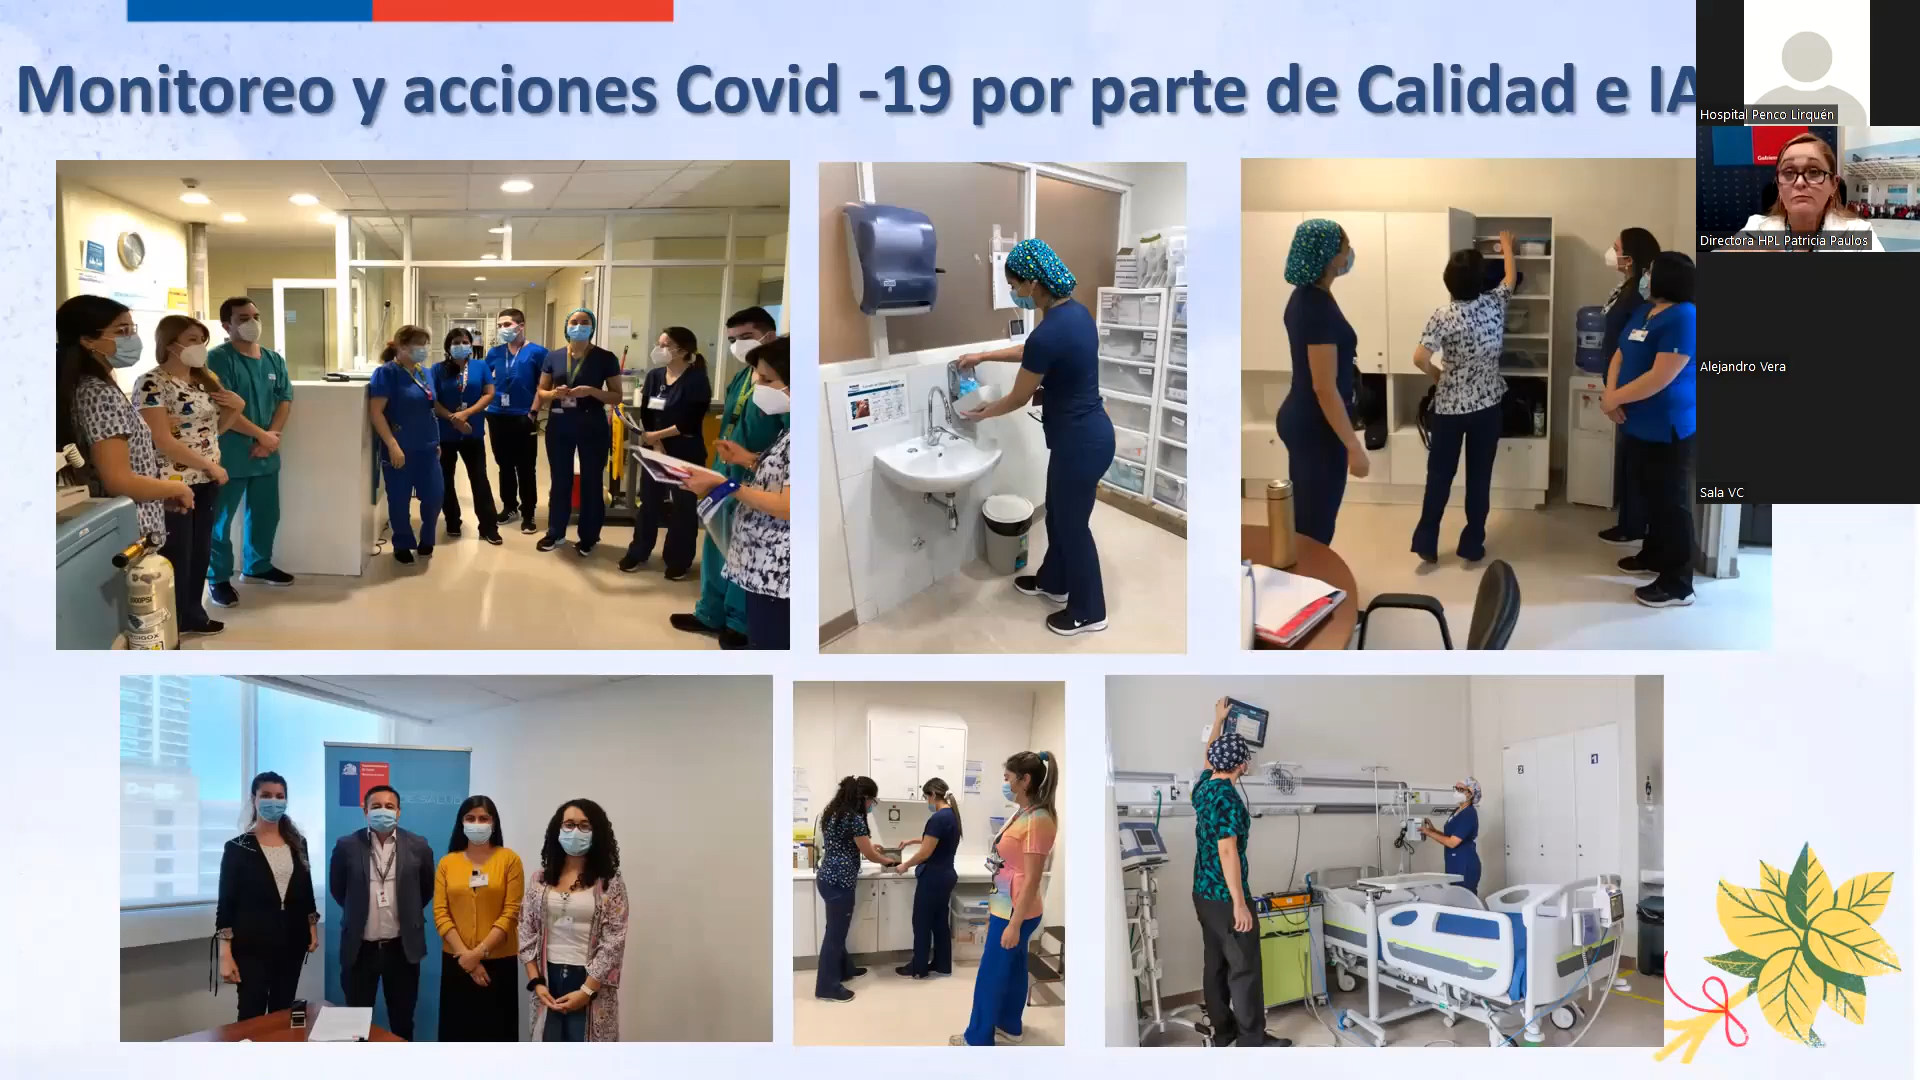 Monitoreo y acciones Covid -19 por parte de Calidad e IA
Hospital Penco Lirquén
Directora HPL Patricia Paulos
Alejandro Vera
Sala VC